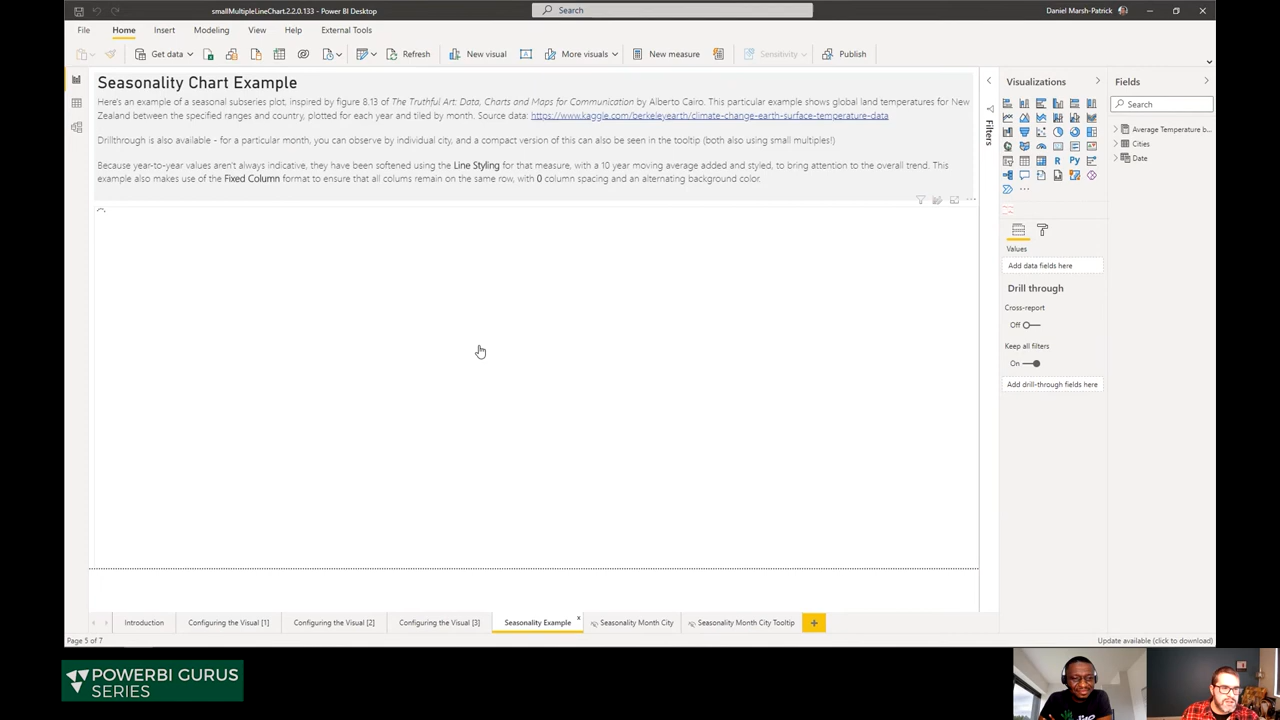 smallMultipleLineChart.2.2.0.133 - Power BI Desktop
Search
Daniel Marsh-Patrick
File
Home
Insert
Modeling
View
Help
External Tools
Get data
Refresh
New visual
More visuals
New measure
Sensitivity
Publish
Seasonality Chart Example
Here's an example of a seasonal subseries plot, inspired by figure 8.13 of The Truthful Art: Data, Charts and Maps for Communication by Alberto Cairo. This particular example shows global land temperatures for New
Zealand between the specified ranges and country, plotted for each year and tiled by month. Source data: https://www.kaggle.com/berkeleyearth/climate-change-earth-surface-temperature-data
Drillthrough is also available - for a particular month, you can observe by individual city, and a compact version of this can also be seen in the tooltip (both also using small multiples!)
Because year-to-year values aren't always indicative, they have been softened using the Line Styling for that measure, with a 10 year moving average added and styled, to bring attention to the overall trend. This
example also makes use of the Fixed Column format to ensure that all colums remain on the same row, with 0 column spacing and an alternating background color.
Filters
Visualizations
Values
Add data fields here
Drill through
Cross-report
Off
Keep all filters
On
Add drill-through fields here
Fields
Search
Average Temperature b...
Cities
Date
Introduction
Configuring the Visual [1]
Configuring the Visual [2]
Configuring the Visual [3]
Seasonality Example
x
Seasonality Month City
Seasonality Month City Tooltip
Page 5 of 7
Update available (click to download)
POWERBI GURUS
SERIES